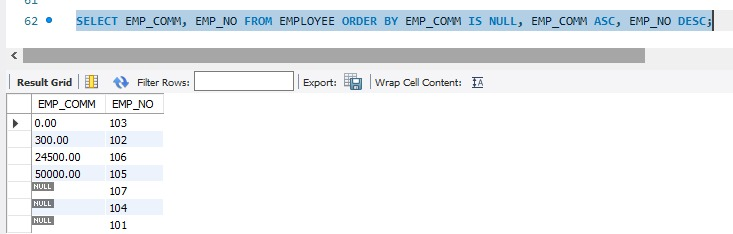 61
62 SELECT EMP_COMM, EMP_NO FROM EMPLOYEE ORDER BY EMP_COMM IS NULL, EMP_COMM ASC, EMP_NO DESC;
Result Grid Filter Rows: Export: Wrap Cell Content: IA
EMP_COMM EMP_NO
0.00 103
300.00 102
24500.00 106
50000.00 105
NULL 107
NULL 104
NULL 101